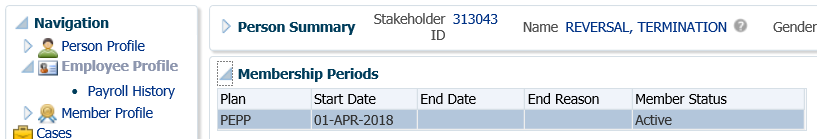 Navigation
Person Profile
Employee Profile
• Payroll History
Member Profile
Cases
Person Summary Stakeholder ID 313043 Name REVERSAL, TERMINATION Gender
Membership Periods
Plan Start Date End Date End Reason Member Status
PEPP 01-APR-2018 Active